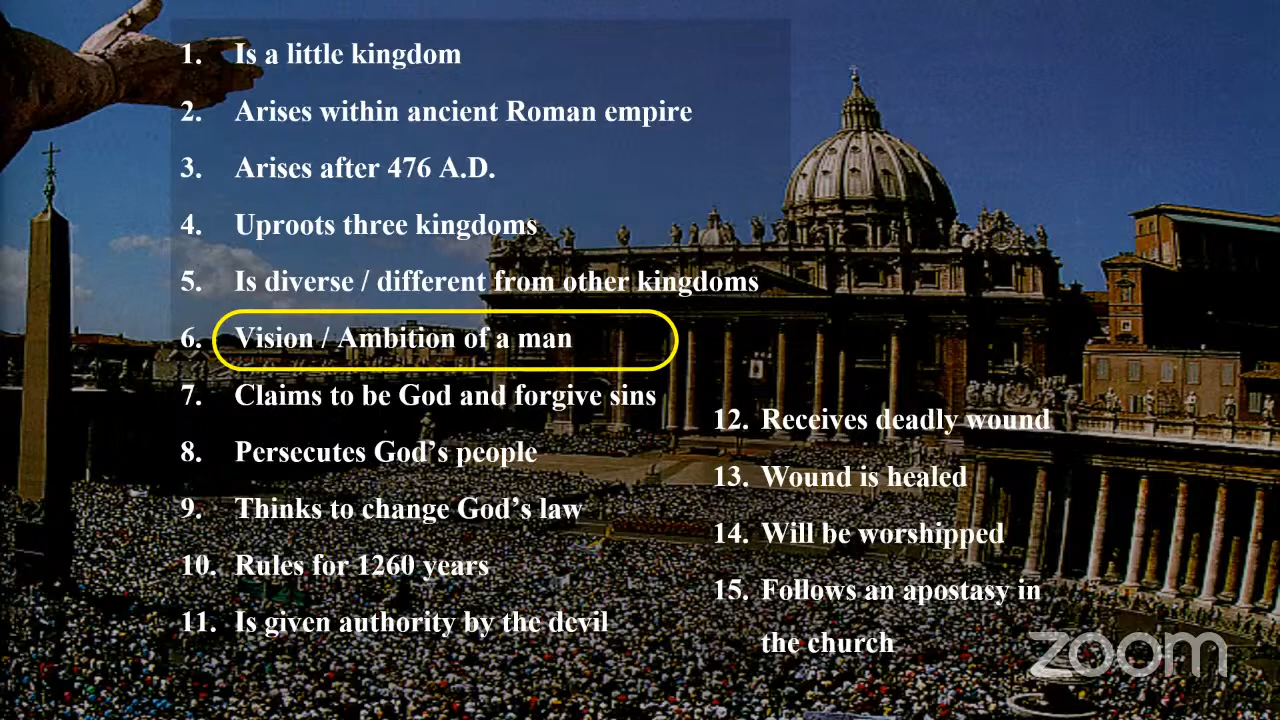 1. Is a little kingdom
2. Arises within ancient Roman empire
3. Arises after 476 A.D.
4. Uproots three kingdoms
5. Is diverse / different from other kingdoms
6. Vision / Ambition of a man
7. Claims to be God and forgive sins
8. Persecutes God’s people
9. Thinks to change God’s law
10. Rules for 1260 years
11. Is given authority by the devil
12. Receives deadly wound
13. Wound is healed
14. Will be worshipped
15. Follows an apostasy in
the church
zoom